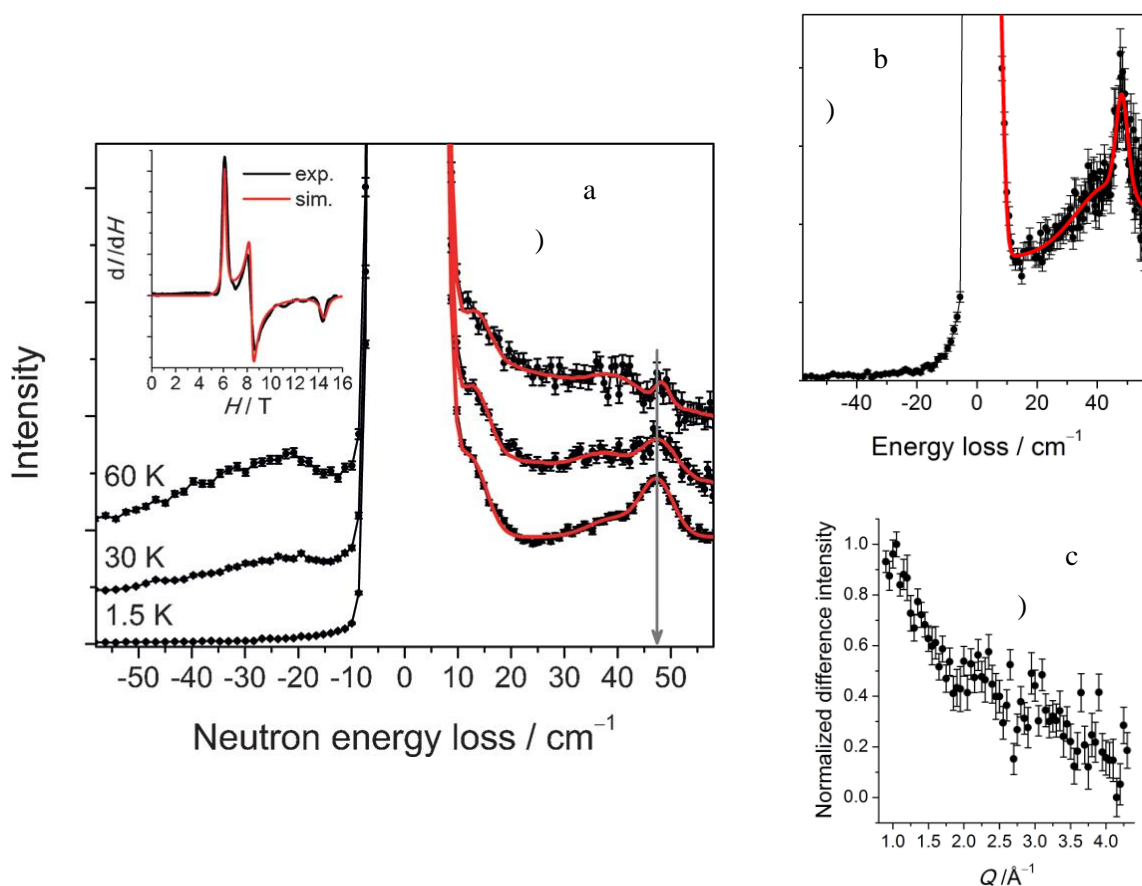 a
)
exp.
sim.
dI/dH
0 2 4 6 8 10 12 14 16
H / T
Intensity
60 K
30 K
1.5 K
-50 -40 -30 -20 -10 0 10 20 30 40 50
Neutron energy loss / cm⁻¹
b
)
-40 -20 0 20 40
Energy loss / cm⁻¹
c
)
Normalized difference intensity
1.0
0.8
0.6
0.4
0.2
0.0
1.0 1.5 2.0 2.5 3.0 3.5 4.0
Q /Å⁻¹